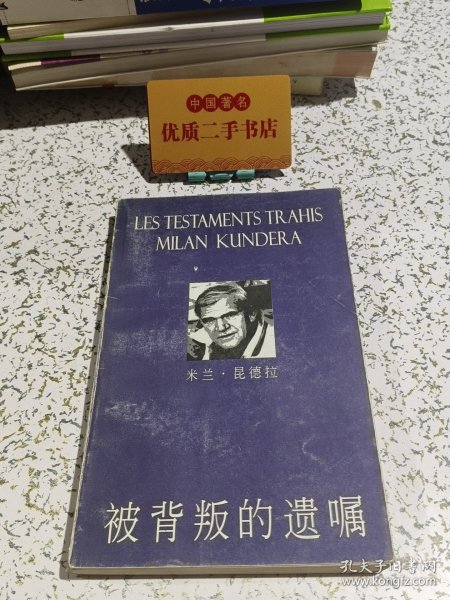 中国著名
优质二手书店
LES TESTAMENTS TRAHIS
MILAN KUNDERA
米兰·昆德拉
被背叛的遗嘱
孔夫子旧书网
www.kongfz.com